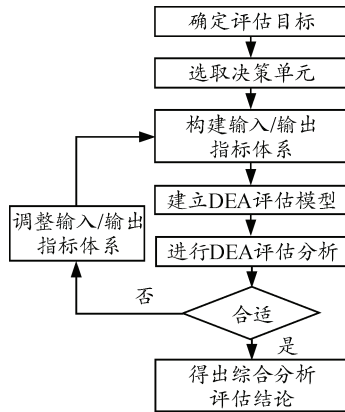 确定评估目标
选取决策单元
构建输入/输出
指标体系
建立DEA评估模型
调整输入/输出
指标体系
进行DEA评估分析
否
合适
是
得出综合分析
评估结论